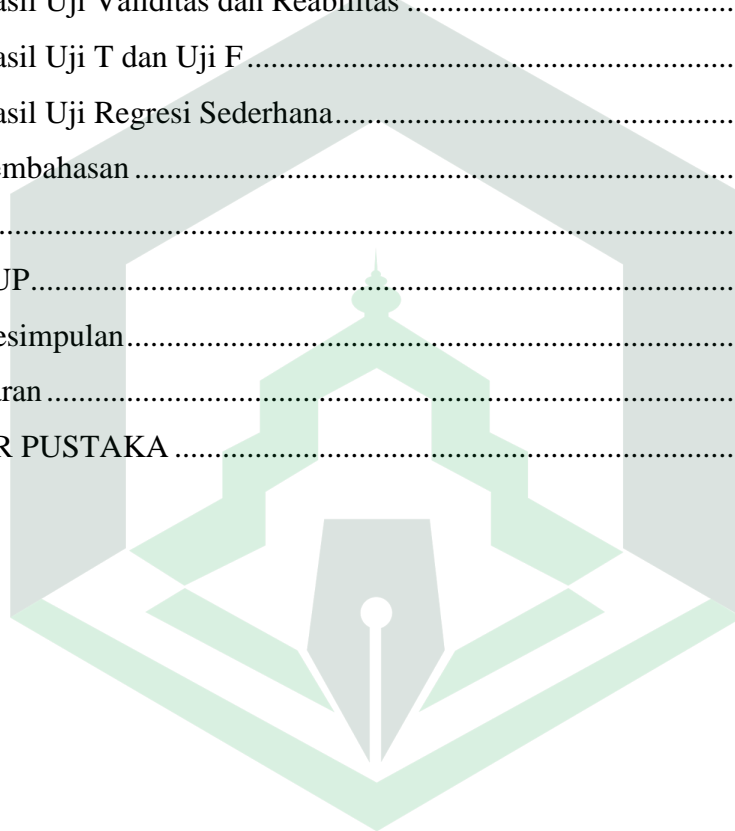 asil Uji Validitas dan Reabilitas ........................................................
asil Uji T dan Uji F........................................................................
asil Uji Regresi Sederhana...........................................................
embahasan ...................................................................................
.......................................................................................................
UP..................................................................................................
esimpulan.....................................................................................
aran ..............................................................................................
R PUSTAKA ...............................................................................